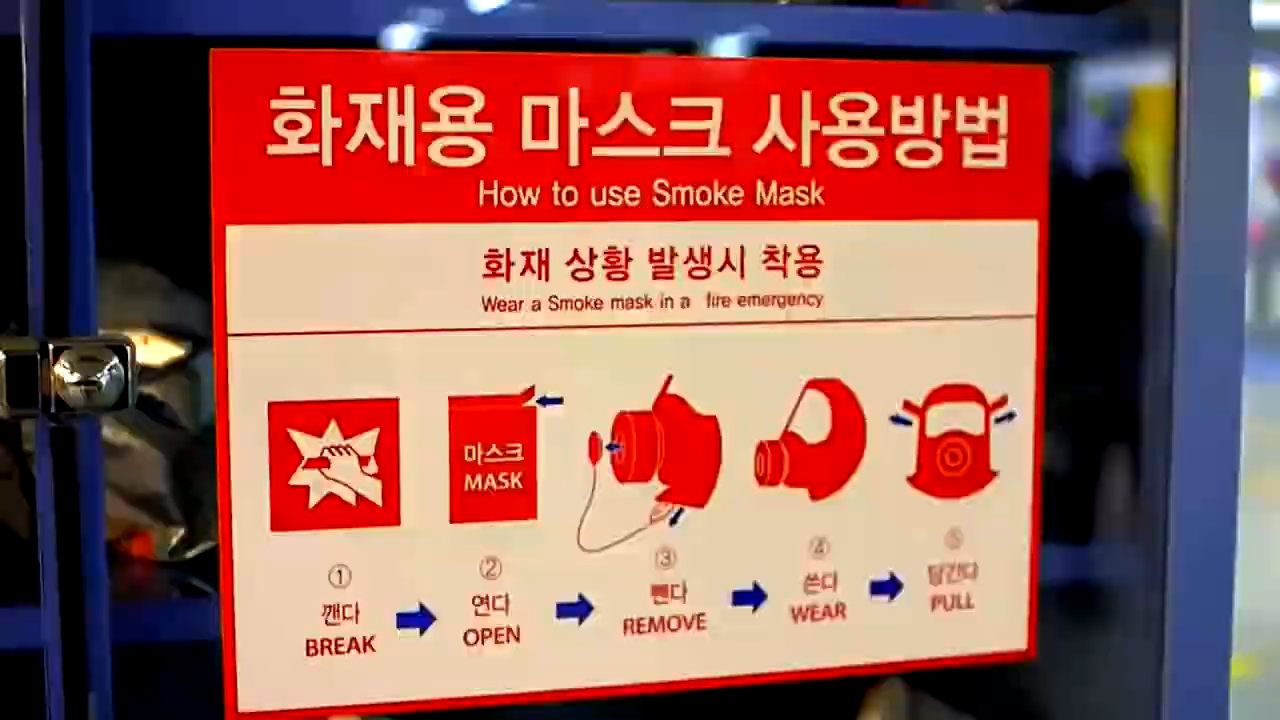 화재용 마스크 사용방법
How to use Smoke Mask
화재 상황 발생시 착용
Wear a Smoke mask in a fire emergency
마스크
MASK
① ② ③ ④ ⑤
깬다 연다 뺀다 쓴다 당긴다
BREAK OPEN REMOVE WEAR PULL